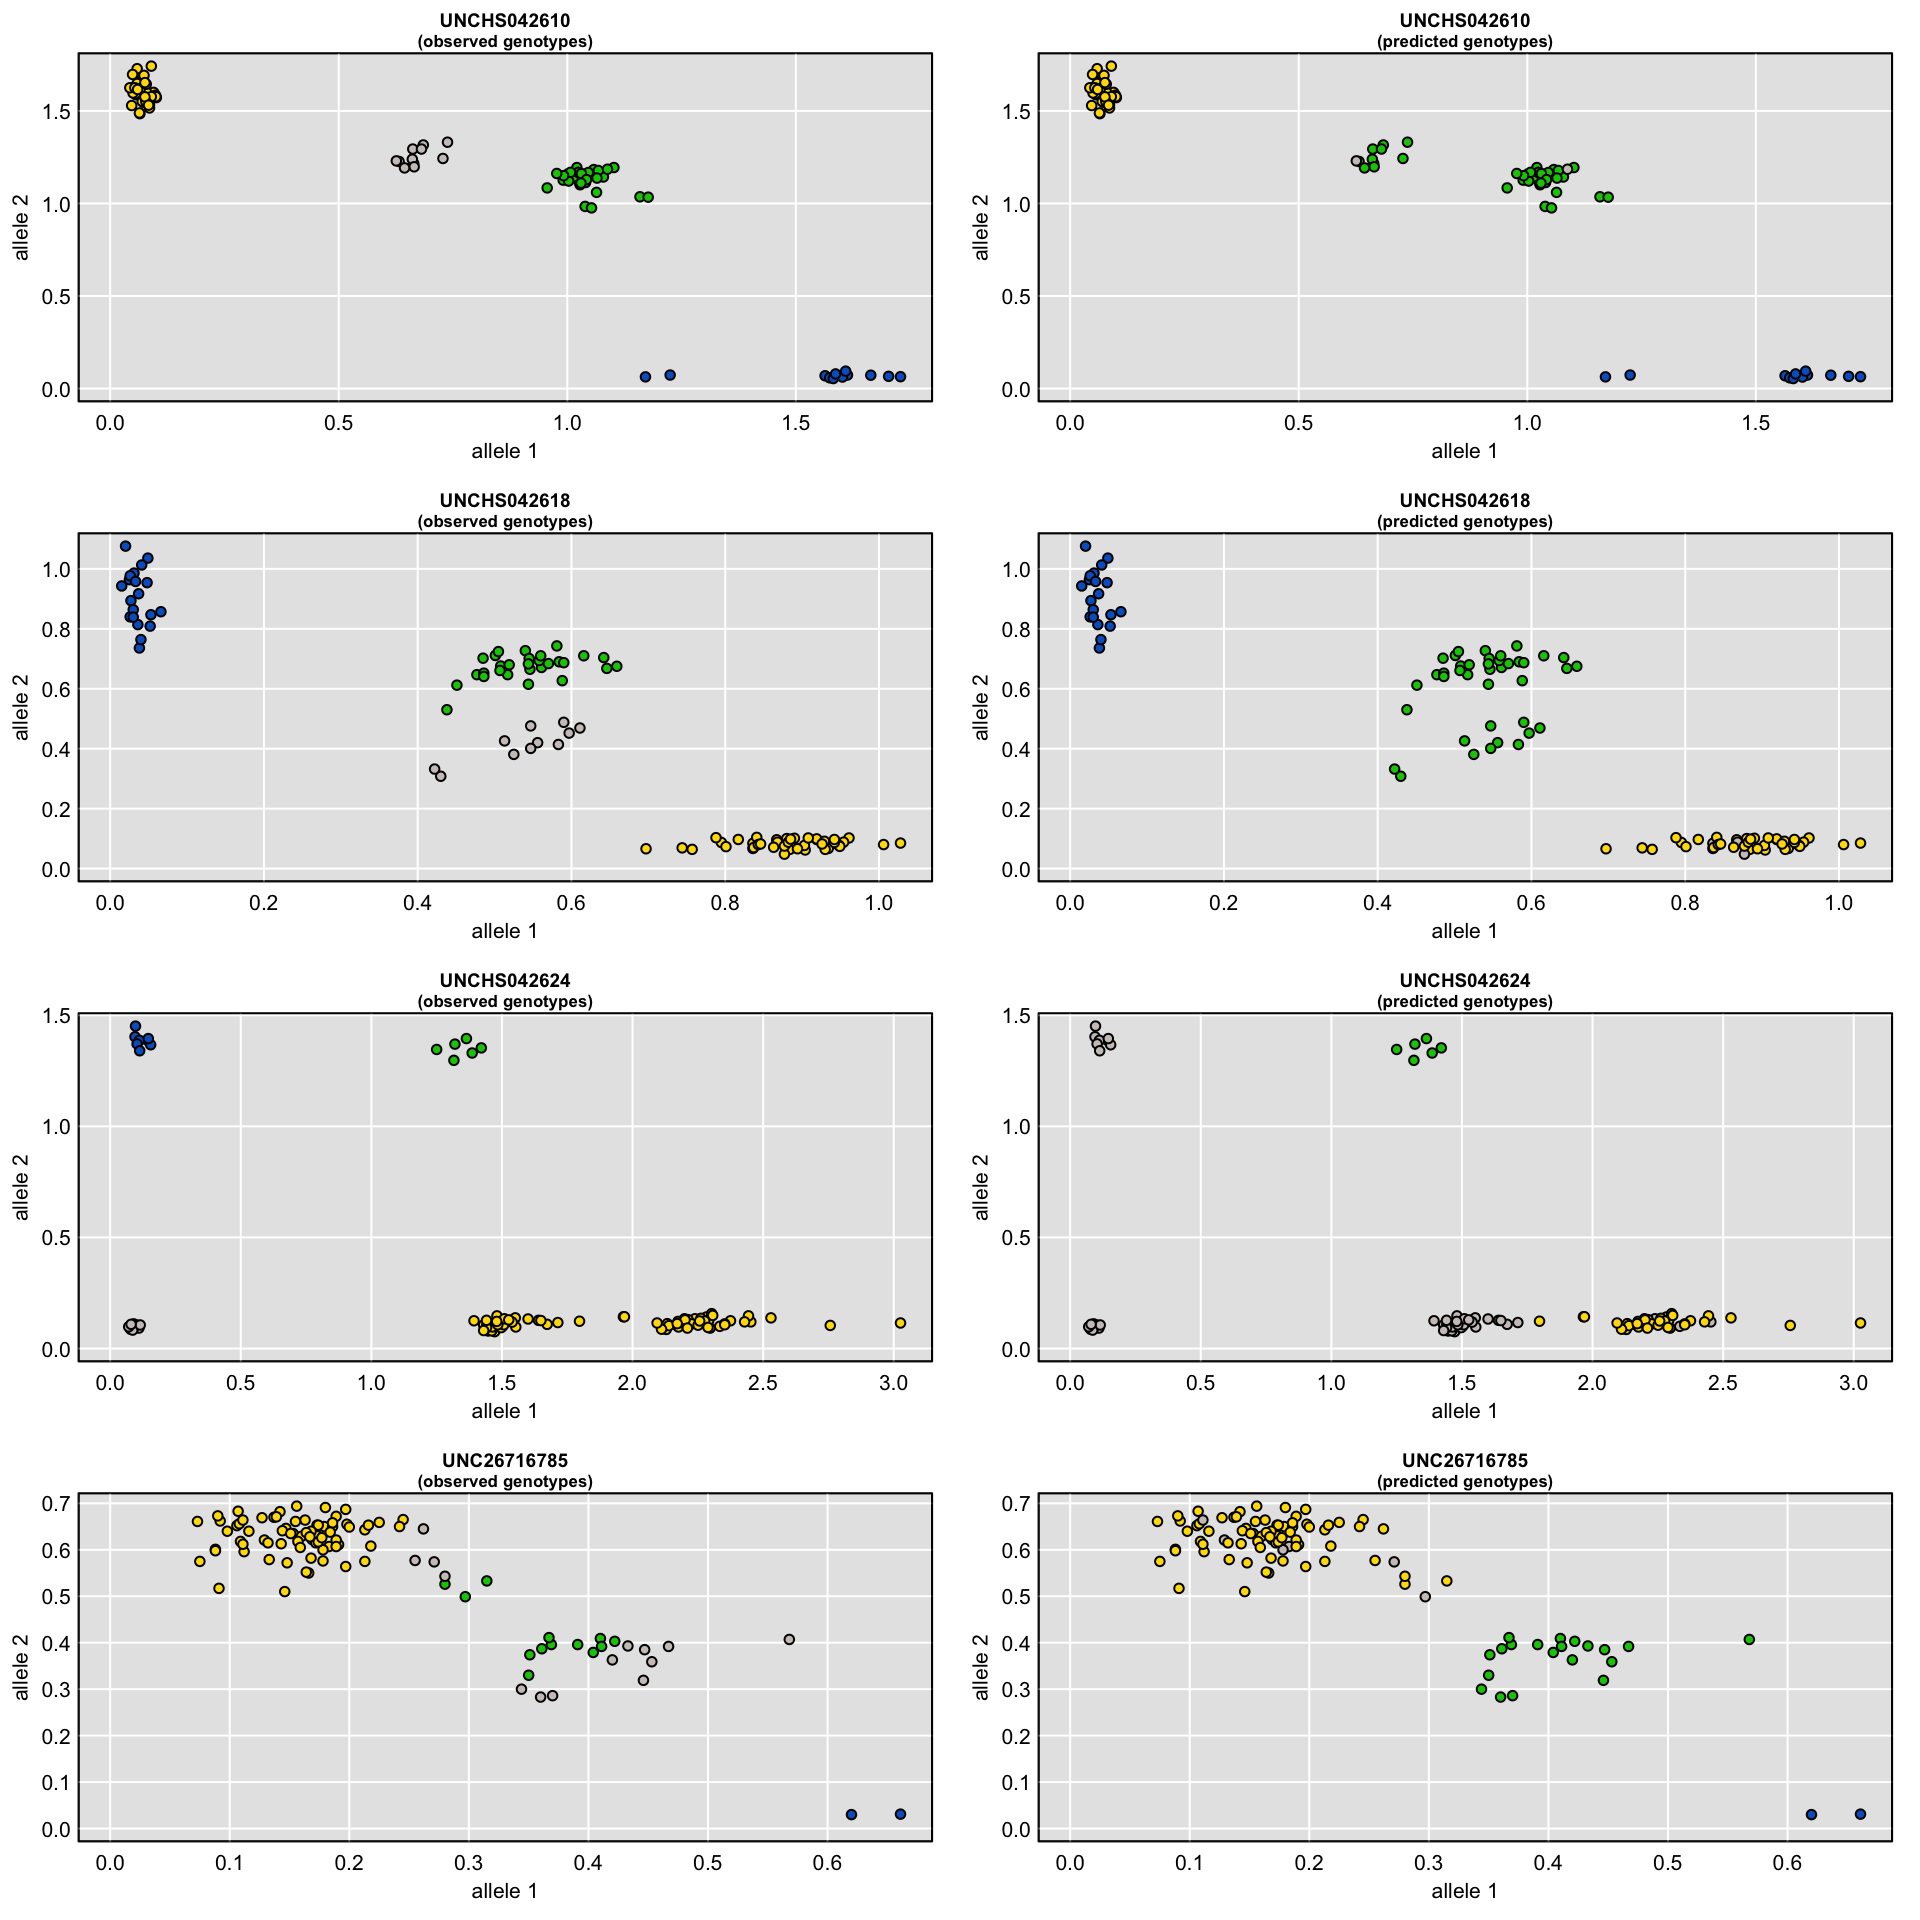 UNCHS042610
(observed genotypes)
allele 2
1.5
1.0
0.5
0.0
0.0 0.5 1.0 1.5
allele 1
UNCHS042610
(predicted genotypes)
allele 2
1.5
1.0
0.5
0.0
0.0 0.5 1.0 1.5
allele 1
UNCHS042618
(observed genotypes)
allele 2
1.0
0.8
0.6
0.4
0.2
0.0
0.0 0.2 0.4 0.6 0.8 1.0
allele 1
UNCHS042618
(predicted genotypes)
allele 2
1.0
0.8
0.6
0.4
0.2
0.0
0.0 0.2 0.4 0.6 0.8 1.0
allele 1
UNCHS042624
(observed genotypes)
allele 2
1.5
1.0
0.5
0.0
0.0 0.5 1.0 1.5 2.0 2.5 3.0
allele 1
UNCHS042624
(predicted genotypes)
allele 2
1.5
1.0
0.5
0.0
0.0 0.5 1.0 1.5 2.0 2.5 3.0
allele 1
UNC26716785
(observed genotypes)
allele 2
0.7
0.6
0.5
0.4
0.3
0.2
0.1
0.0
0.0 0.1 0.2 0.3 0.4 0.5 0.6
allele 1
UNC26716785
(predicted genotypes)
allele 2
0.7
0.6
0.5
0.4
0.3
0.2
0.1
0.0
0.0 0.1 0.2 0.3 0.4 0.5 0.6
allele 1